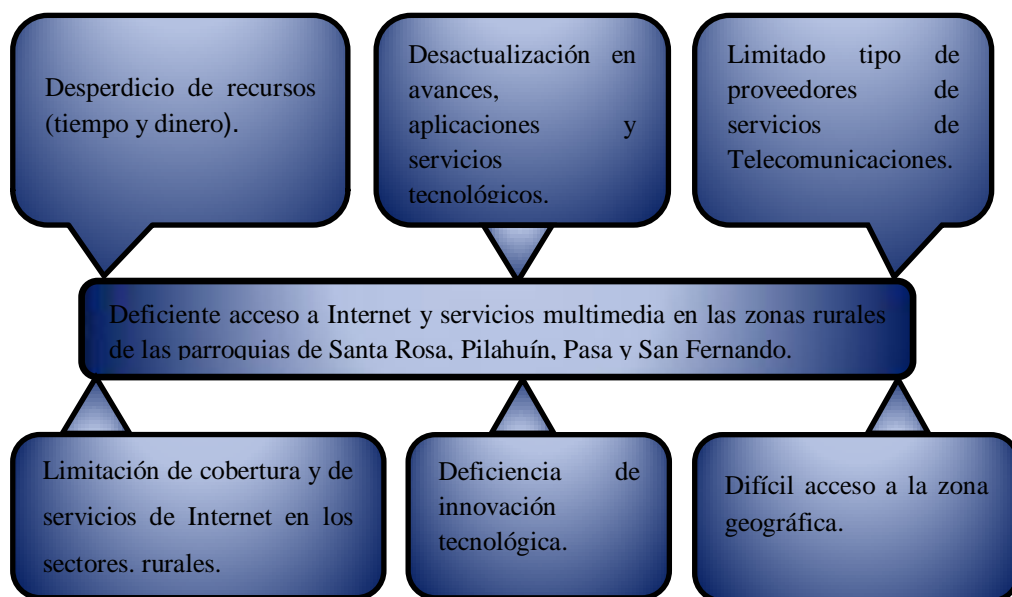 Desperdicio de recursos
(tiempo y dinero).
Desactualización en
avances,
aplicaciones y
servicios
tecnológicos.
Limitado tipo de
proveedores de
servicios de
Telecomunicaciones.
Deficiente acceso a Internet y servicios multimedia en las zonas rurales
de las parroquias de Santa Rosa, Pilahuín, Pasa y San Fernando.
Limitación de cobertura y de
servicios de Internet en los
sectores. rurales.
Deficiencia de
innovación
tecnológica.
Difícil acceso a la zona
geográfica.